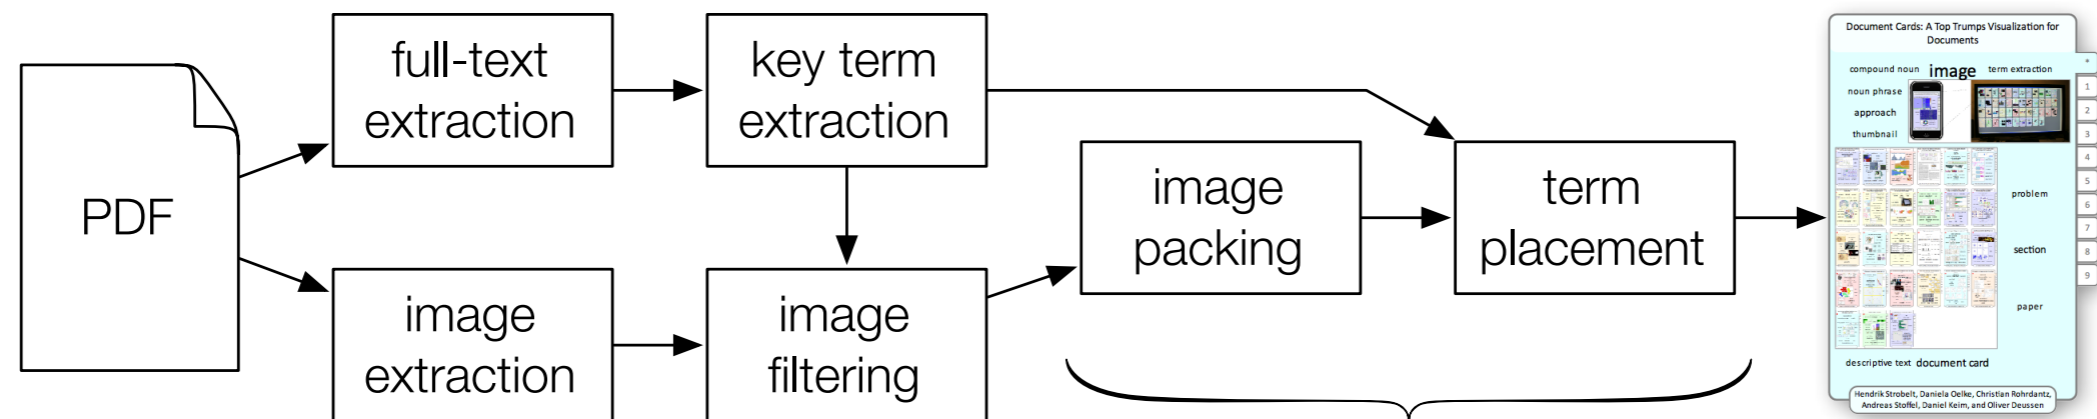 PDF
full-text
extraction
key term
extraction
image
extraction
image
filtering
image
packing
term
placement
Document Cards: A Top Trumps Visualization for
Documents
compound noun image term extraction
noun phrase
approach
thumbnail
problem
section
paper
descriptive text document card
Hendrik Strobelt, Daniela Oelke, Christian Rohrdantz,
Andreas Stoffel, Daniel Keim, and Oliver Deussen
*
1
2
3
4
5
6
7
8
9